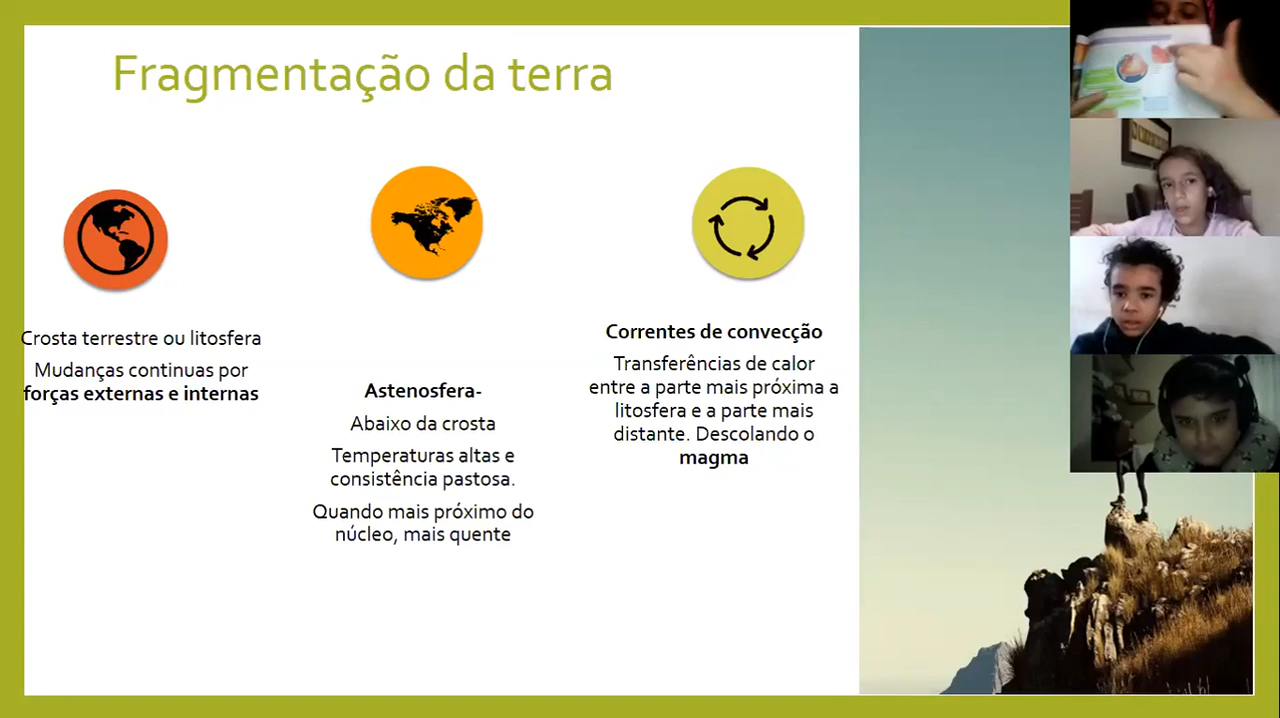 Fragmentação da terra
Crosta terrestre ou litosfera
Mudanças continuas por
forças externas e internas
Astenosfera-
Abaixo da crosta
Temperaturas altas e
consistência pastosa.
Quando mais próximo do
núcleo, mais quente
Correntes de convecção
Transferências de calor
entre a parte mais próxima a
litosfera e a parte mais
distante. Descolando o
magma